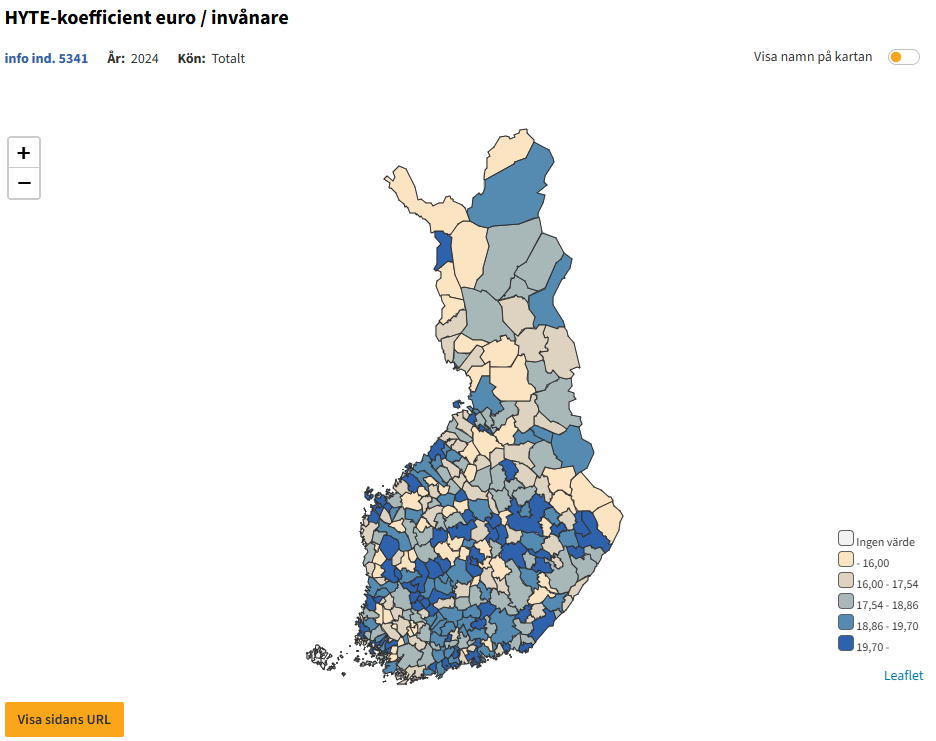 HYTE-koefficient euro / invånare
info ind. 5341 År: 2024 Kön: Totalt
Visa namn på kartan
+
−
Ingen värde
- 16,00
16,00 - 17,54
17,54 - 18,86
18,86 - 19,70
19,70 -
Leaflet
Visa sidans URL